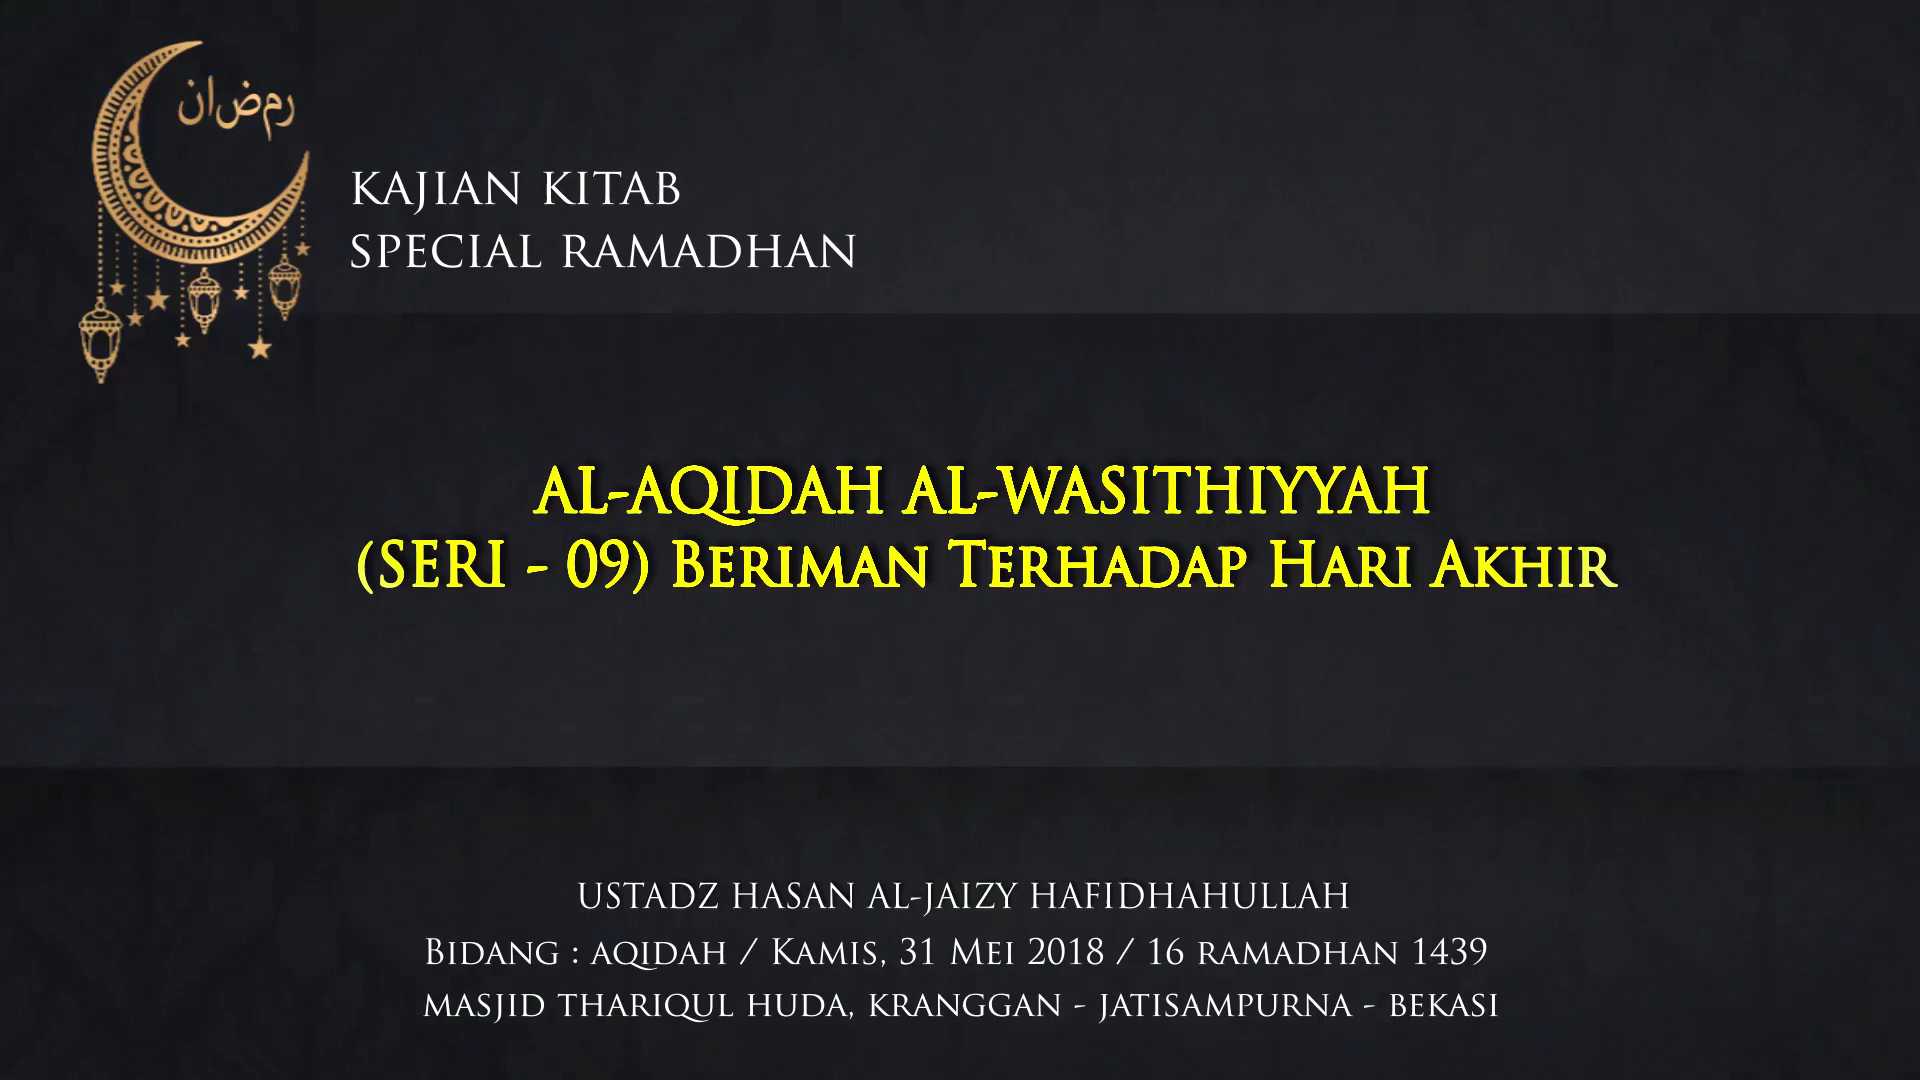 رمضان
KAJIAN KITAB
SPECIAL RAMADHAN
AL-AQIDAH AL-WASITHIYYAH
(SERI - 09) BERIMAN TERHADAP HARI AKHIR
USTADZ HASAN AL-JAIZY HAFIDHAHULLAH
BIDANG : AQIDAH / KAMIS, 31 MEI 2018 / 16 RAMADHAN 1439
MASJID THARIQUL HUDA, KRANGGAN - JATISAMPURNA - BEKASI